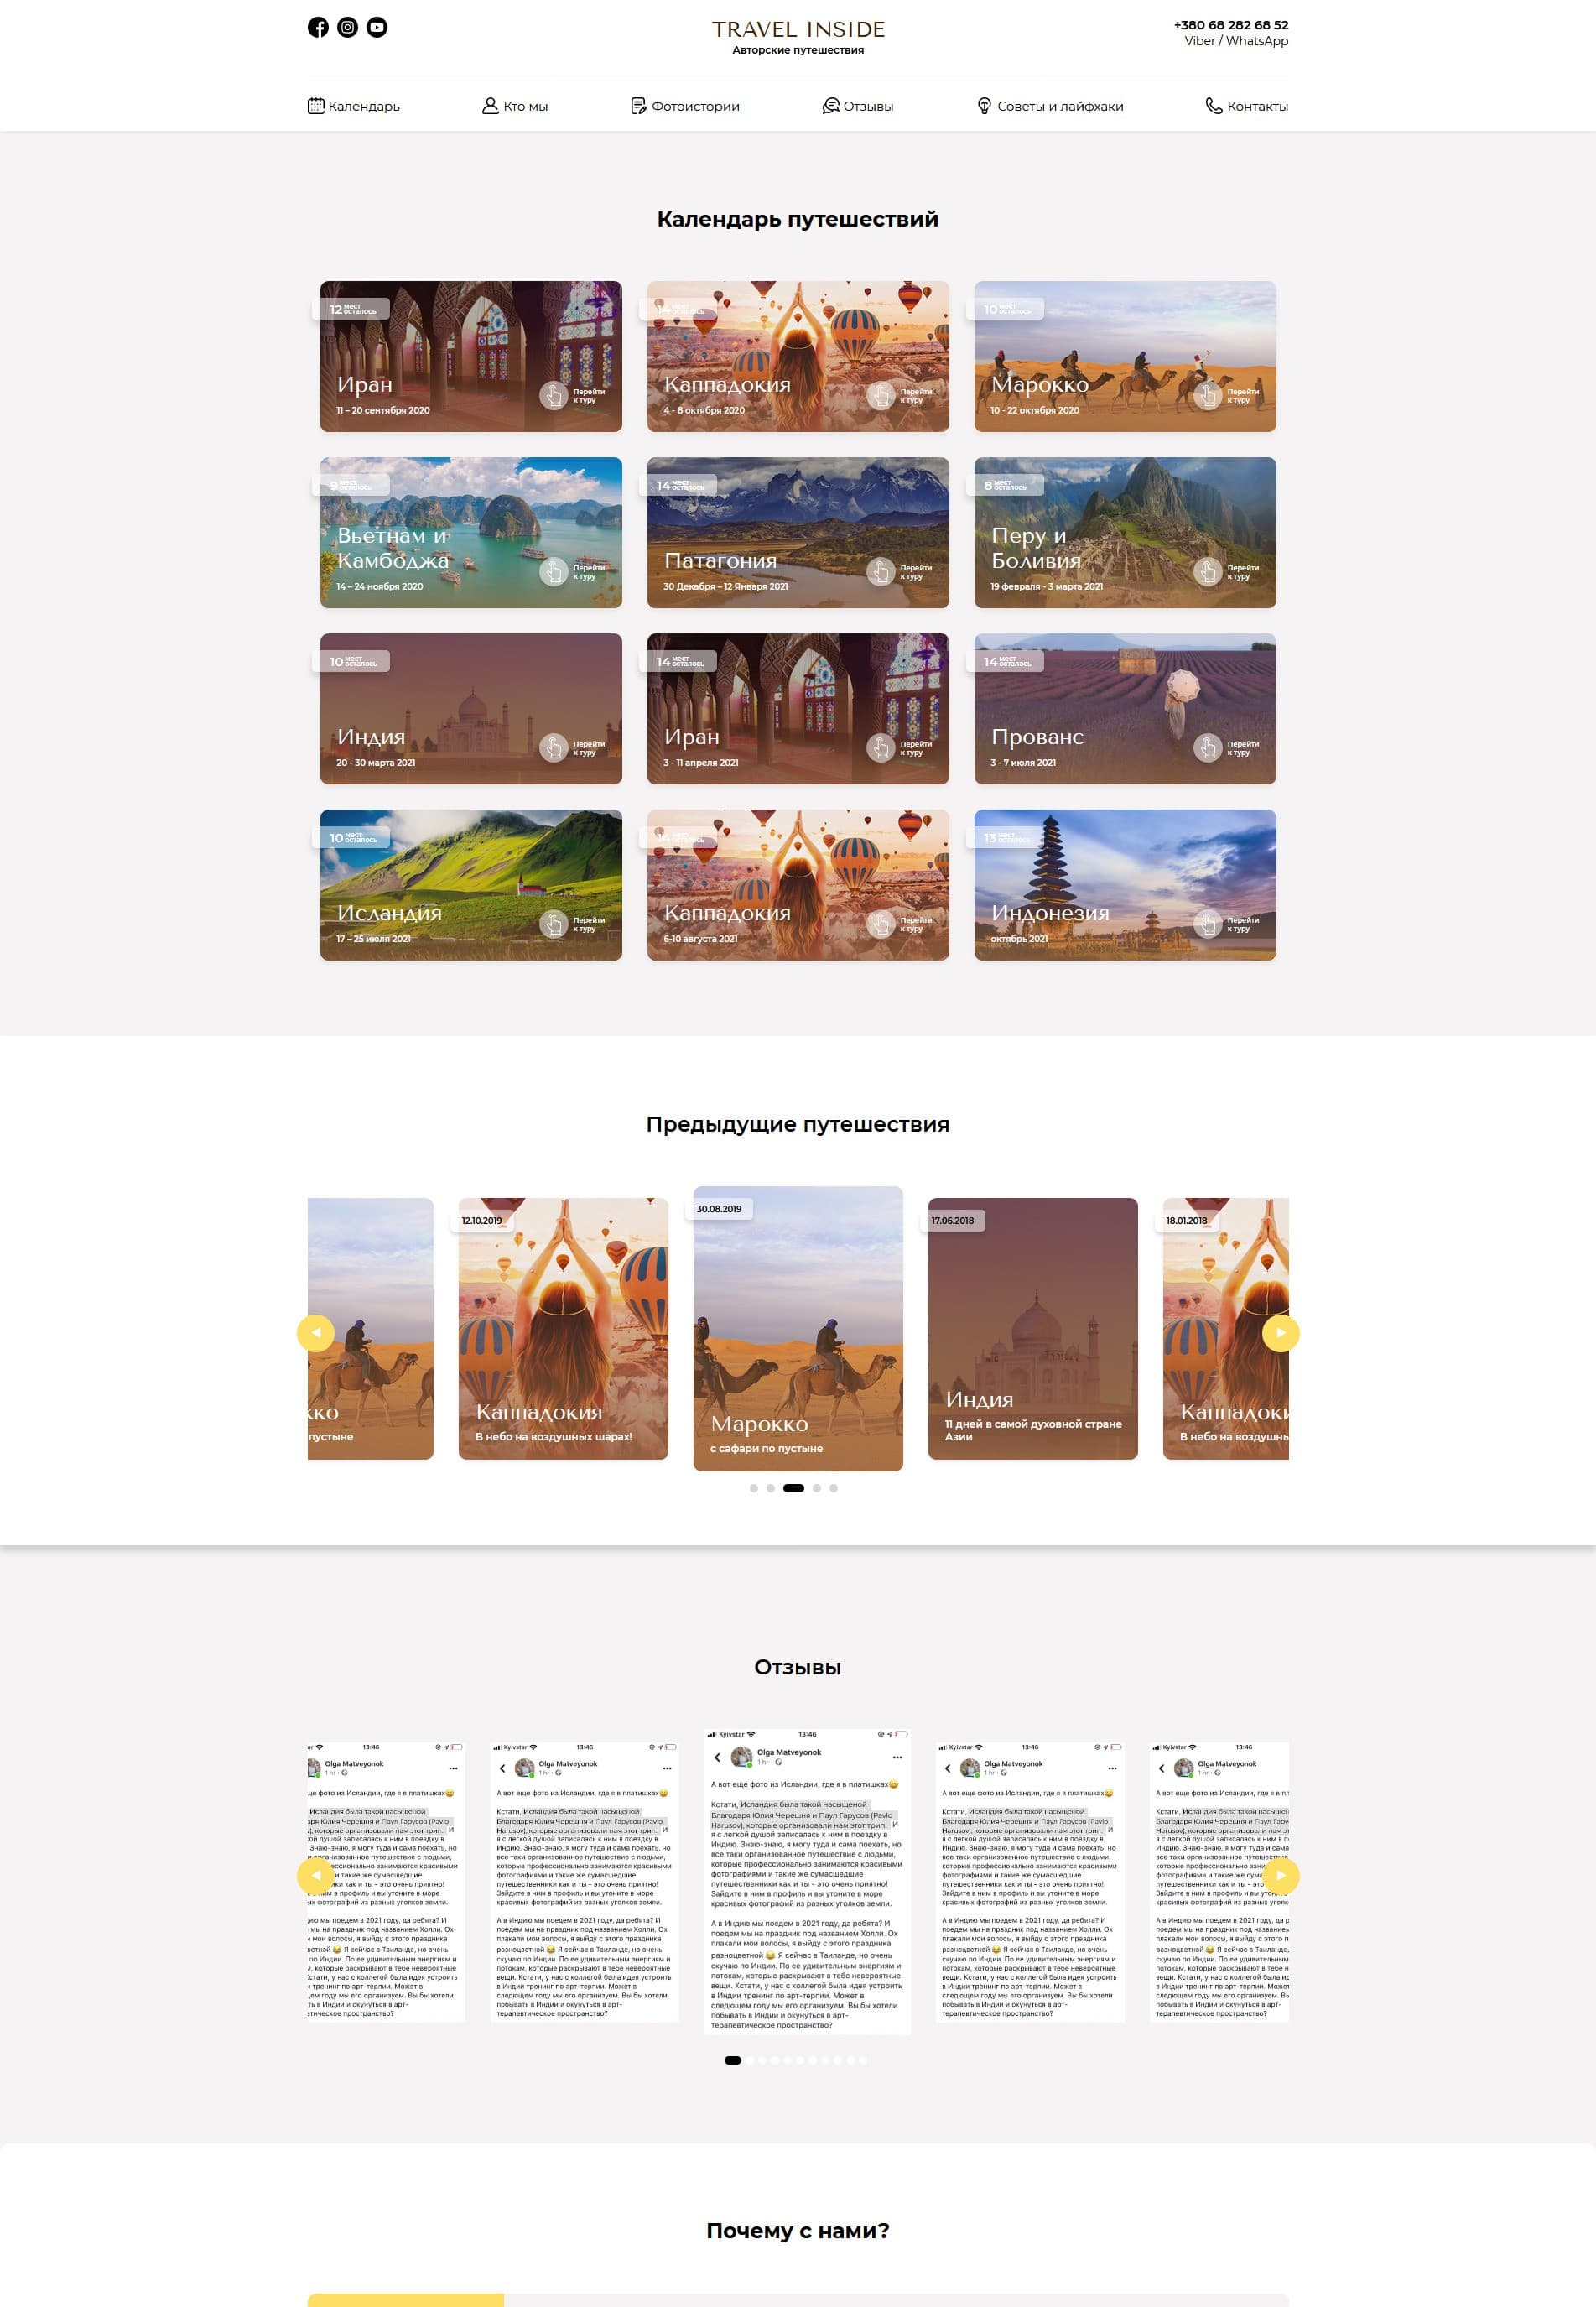 TRAVEL INSIDE
Авторские путешествия
+380 68 282 68 52
Viber / WhatsApp
Календарь
Кто мы
Фотоистории
Отзывы
Советы и лайфхаки
Контакты
Календарь путешествий
12 мест осталось
Иран
11 – 20 сентября 2020
Перейти
к туру
мест осталось
Каппадокия
4 - 8 октября 2020
Перейти
к туру
10 мест осталось
Марокко
10 - 22 октября 2020
Перейти
к туру
9 мест осталось
Вьетнам и
Камбоджа
14 – 24 ноября 2020
Перейти
к туру
14 мест осталось
Патагония
30 Декабря – 12 Января 2021
Перейти
к туру
8 мест осталось
Перу и
Боливия
19 февраля - 3 марта 2021
Перейти
к туру
10 мест осталось
Индия
20 - 30 марта 2021
Перейти
к туру
14 мест осталось
Иран
3 - 11 апреля 2021
Перейти
к туру
14 мест осталось
Прованс
3 - 7 июля 2021
Перейти
к туру
10 мест осталось
Исландия
17 – 25 июля 2021
Перейти
к туру
мест осталось
Каппадокия
6-10 августа 2021
Перейти
к туру
13 мест осталось
Индонезия
октябрь 2021
Перейти
к туру
Предыдущие путешествия
кко
пустыне
12.10.2019
Каппадокия
В небо на воздушных шарах!
30.08.2019
Марокко
с сафари по пустыне
17.06.2018
Индия
11 дней в самой духовной стране
Азии
18.01.2018
Каппадоки
В небо на воздушны
Отзывы
Kyivstar 13:46
Olga Matveyonok
1 hr
А вот еще фото из Исландии, где я в платишках😄
Кстати, Исландия была такой насыщеной
Благодаря Юлия Черешня и Паул Гарусов (Pavlo
Harusov), которые организовали нам этот трип. И
я с легкой душой записалась к ним в поездку в
Индию. Знаю-знаю, я могу туда и сама поехать, но
все таки организованное путешествие с людьми,
которые профессионально занимаются красивыми
фотографиями и такие же сумасшедшие
путешественники как и ты - это очень приятно!
Зайдите в ним в профиль и вы утоните в море
красивых фотографий из разных уголков земли.
А в Индию мы поедем в 2021 году, да ребята? И
поедем мы на праздник под названием Холли. Ох
плакали мои волосы, я выйду с этого праздника
разноцветной 😂 Я сейчас в Таиланде, но очень
скучаю по Индии. По ее удивительным энергиям и
потокам, которые раскрывают в тебе невероятные
вещи. Кстати, у нас с коллегой была идея устроить
в Индии тренинг по арт-терпии. Может в
следющем году мы его организуем. Вы бы хотели
побывать в Индии и окунуться в арт-
терапевтическое пространство?
Почему с нами?